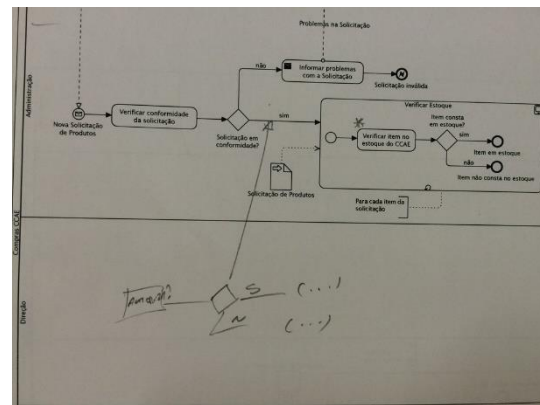 Problemas na Solicitação
Administração
não
Informar problemas
com a Solicitação
Solicitação inválida
Nova Solicitação
de Produtos
Verificar conformidade
da solicitação
Solicitação em
conformidade?
sim
Verificar Estoque
Verificar item no
estoque do CCAE
Item consta
em estoque?
sim
Item em estoque
não
Item não consta no estoque
Solicitação de Produtos
Para cada item da
solicitação
Compras CCAE
Direção
S (...)
N (...)